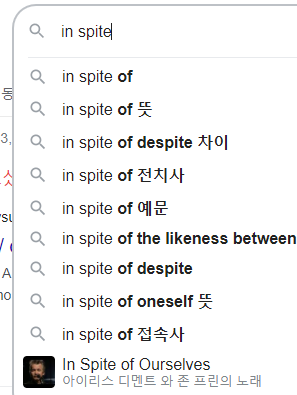 in spite
in spite of
동
in spite of 뜻
3,
in spite of despite 차이
in spite of 전치사
in spite of 예문
in spite of the likeness between
in spite of despite
in spite of oneself 뜻
in spite of 접속사
In Spite of Ourselves
아이리스 디멘트 와 존 프린의 노래